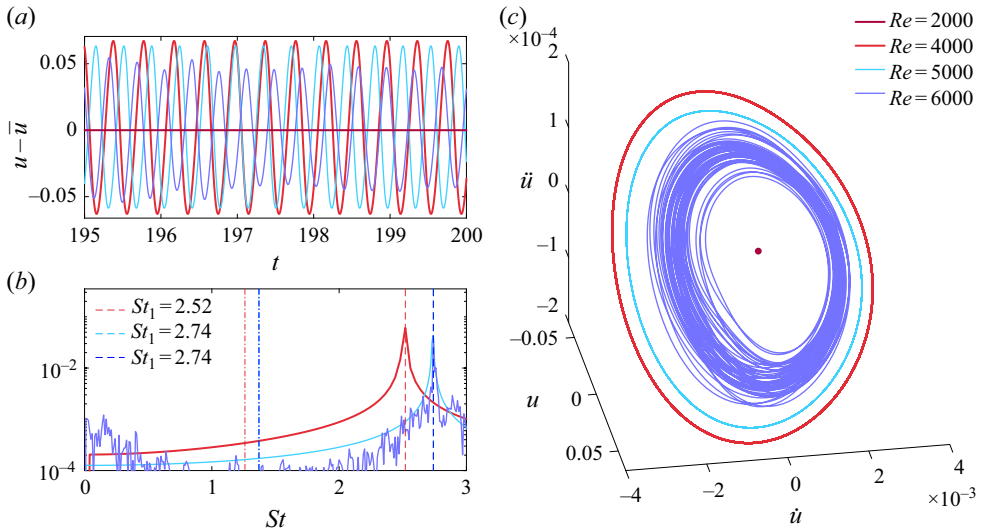 (a)
0.05
0
−0.05
u − u̅
195 196 197 198 199 200
t
(b)
St₁ = 2.52
St₁ = 2.74
St₁ = 2.74
10⁻²
10⁻⁴
0 1 2 3
St
(c)
Re = 2000
Re = 4000
Re = 5000
Re = 6000
×10⁻⁴
2
1
0
−1
−2
ü
−0.05
0
0.05
u
−4 −2 0 2 4
×10⁻³
u̇